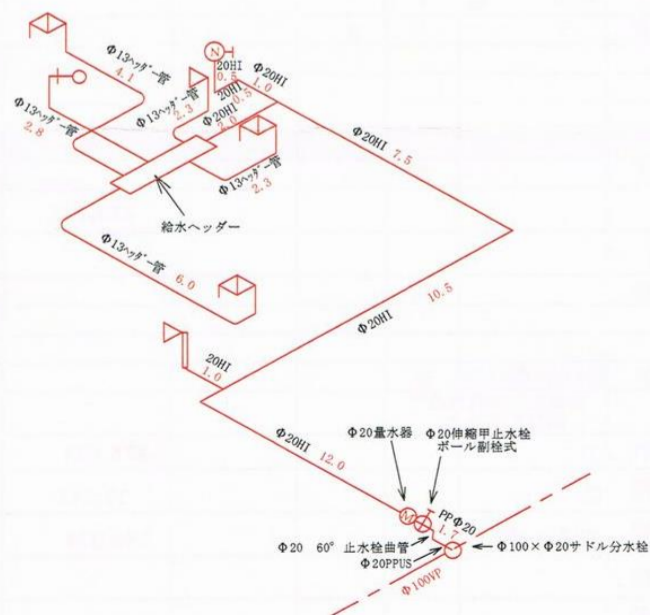 Φ13ヘッダー管
4.1
N
20HI
0.5
Φ20HI
1.0
Φ13ヘッダー管
2.8
Φ13ヘッダー管
2.3
20HI
0.5
Φ20HI
2.0
Φ20HI 7.5
Φ13ヘッダー管
2.3
給水ヘッダー
Φ13ヘッダー管 6.0
Φ20HI 10.5
20HI
1.0
Φ20HI 12.0
Φ20量水器
Φ20伸縮甲止水栓
ボール副栓式
M
PPΦ20
1.7
Φ20 60° 止水栓曲管
Φ20PPUS
Φ100×Φ20サドル分水栓
Φ100VP